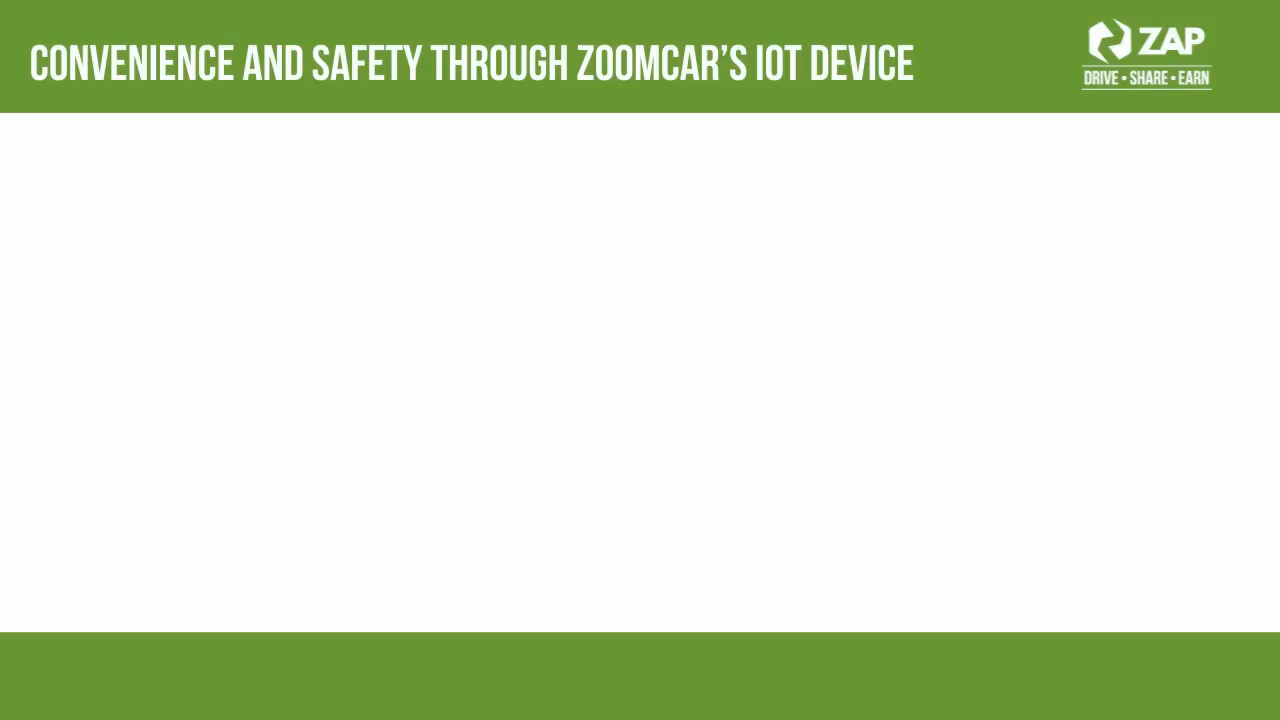 CONVENIENCE AND SAFETY THROUGH ZOOMCAR’S IOT DEVICE
ZAP
DRIVE • SHARE • EARN